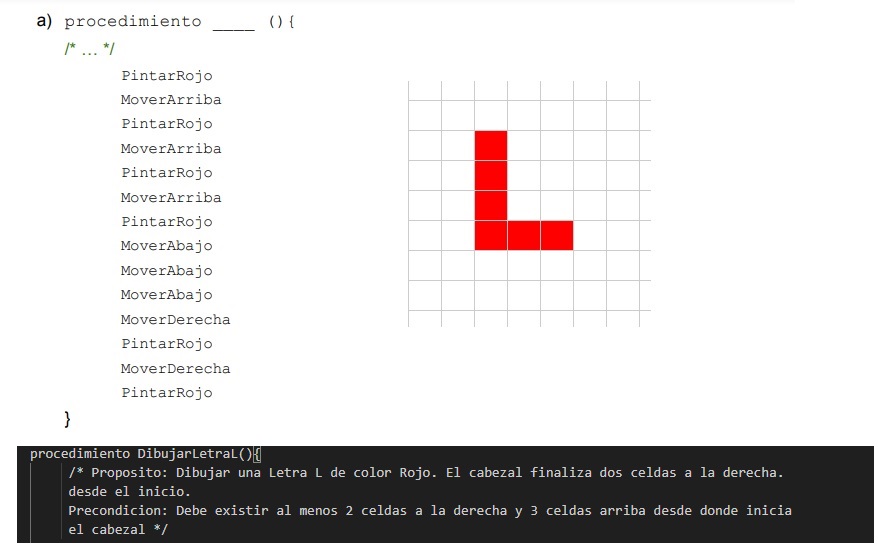 a) procedimiento ____ (){
/* ... */
PintarRojo
MoverArriba
PintarRojo
MoverArriba
PintarRojo
MoverArriba
PintarRojo
MoverAbajo
MoverAbajo
MoverAbajo
MoverDerecha
PintarRojo
MoverDerecha
PintarRojo
}
procedimiento DibujarLetraL(){
/* Proposito: Dibujar una Letra L de color Rojo. El cabezal finaliza dos celdas a la derecha.
desde el inicio.
Precondicion: Debe existir al menos 2 celdas a la derecha y 3 celdas arriba desde donde inicia
el cabezal */